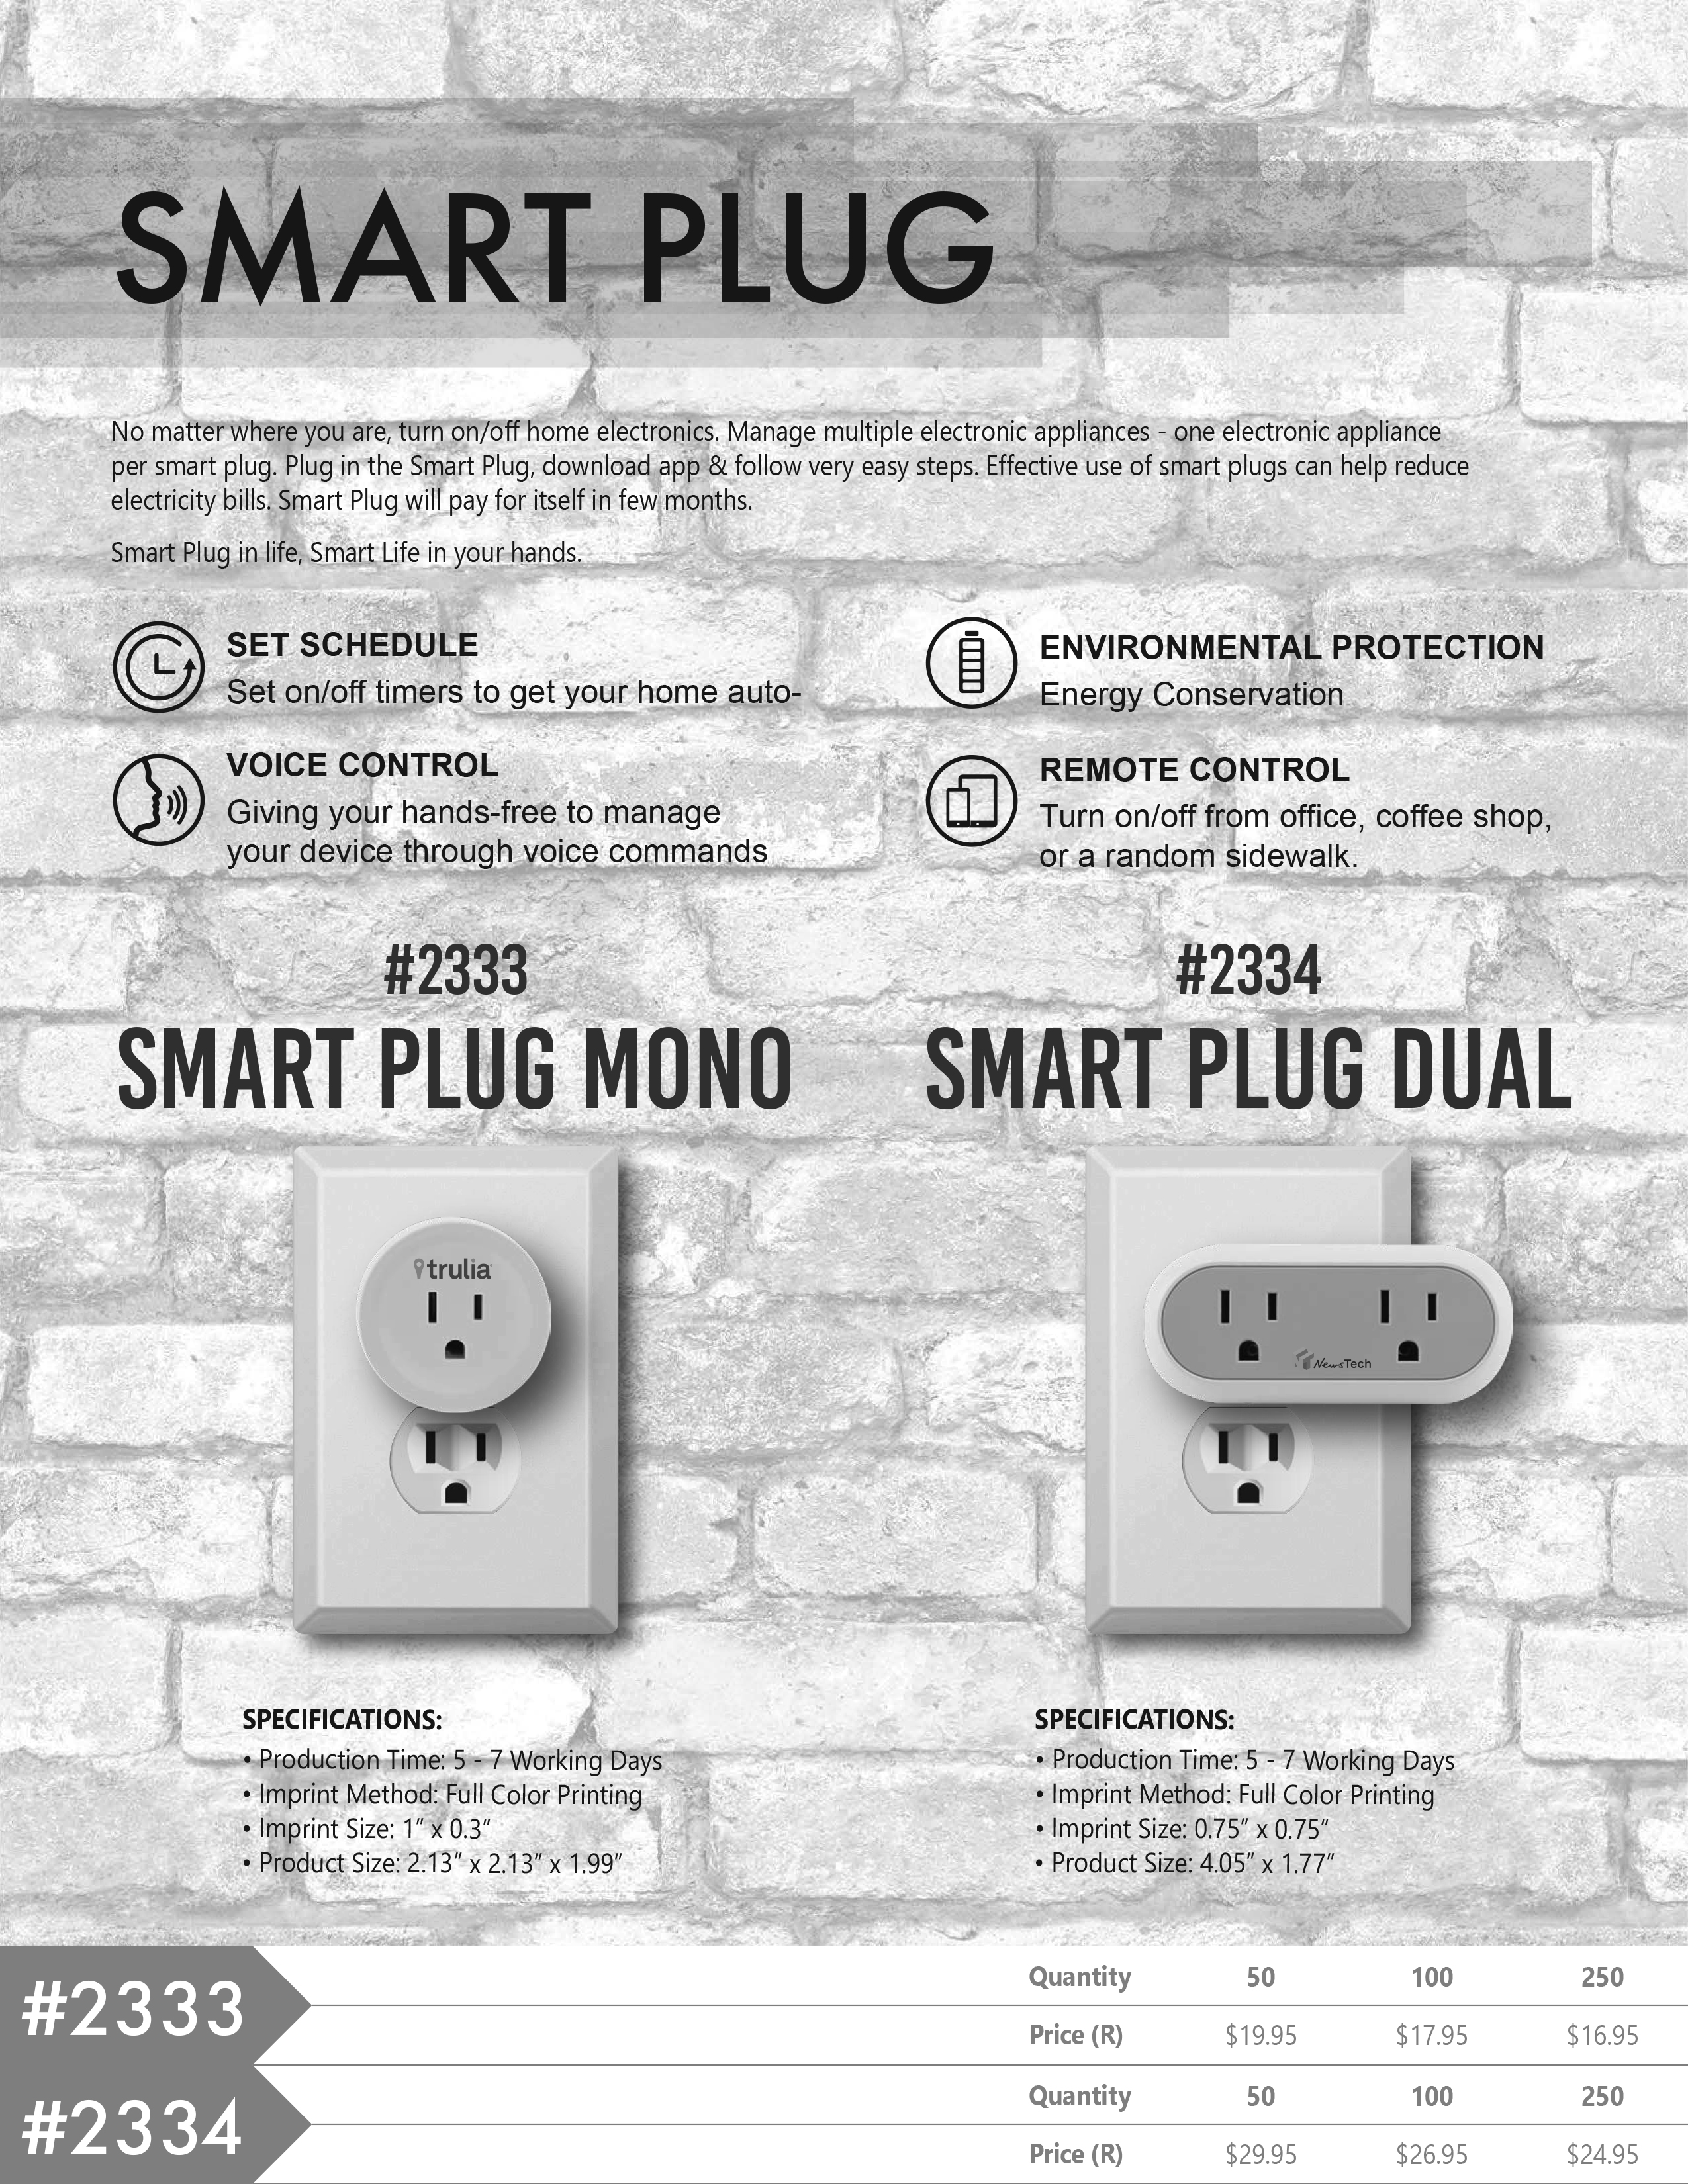 SMART PLUG
No matter where you are, turn on/off home electronics. Manage multiple electronic appliances - one electronic appliance
per smart plug. Plug in the Smart Plug, download app & follow very easy steps. Effective use of smart plugs can help reduce
electricity bills. Smart Plug will pay for itself in few months.
Smart Plug in life, Smart Life in your hands.
SET SCHEDULE
Set on/off timers to get your home auto-
VOICE CONTROL
Giving your hands-free to manage
your device through voice commands
ENVIRONMENTAL PROTECTION
Energy Conservation
REMOTE CONTROL
Turn on/off from office, coffee shop,
or a random sidewalk.
#2333
SMART PLUG MONO
trulia
SPECIFICATIONS:
• Production Time: 5 - 7 Working Days
• Imprint Method: Full Color Printing
• Imprint Size: 1” x 0.3”
• Product Size: 2.13” x 2.13” x 1.99”
#2334
SMART PLUG DUAL
NewsTech
SPECIFICATIONS:
• Production Time: 5 - 7 Working Days
• Imprint Method: Full Color Printing
• Imprint Size: 0.75” x 0.75“
• Product Size: 4.05” x 1.77”
#2333
Quantity 50 100 250
Price (R) $19.95 $17.95 $16.95
#2334
Quantity 50 100 250
Price (R) $29.95 $26.95 $24.95